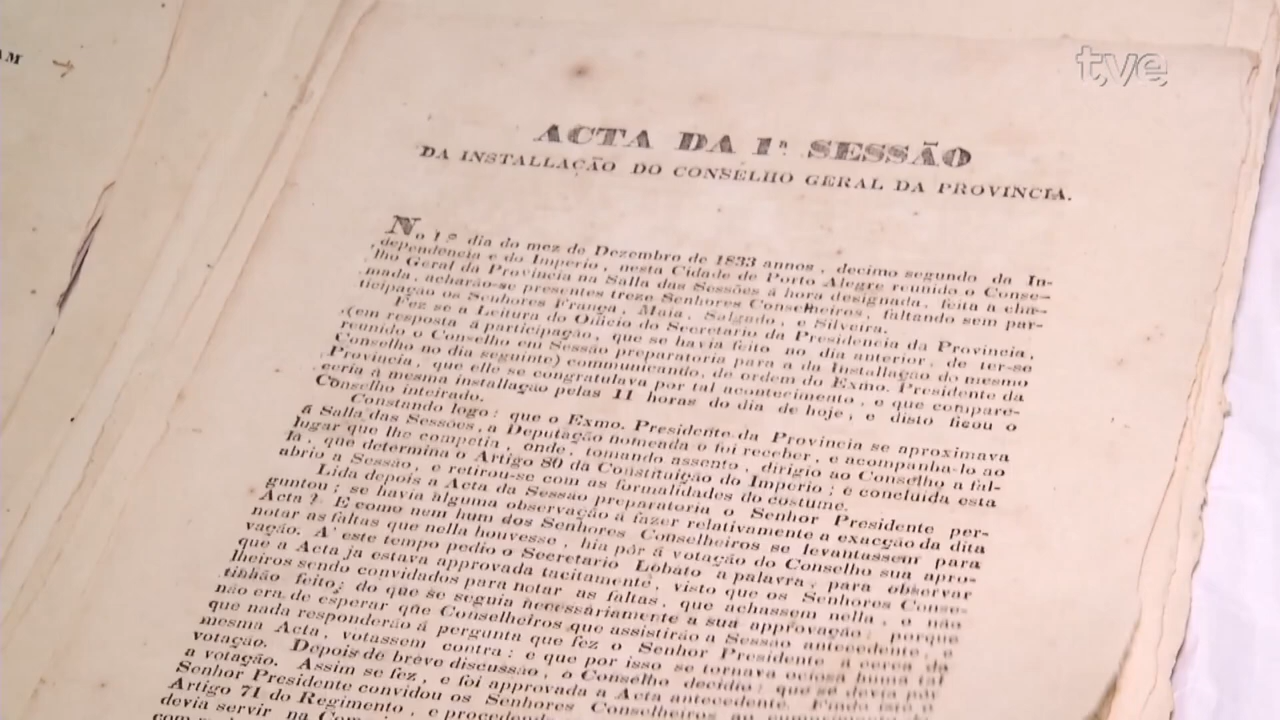 tve
ACTA DA 1ª SESSÃO
DA INSTALLAÇÃO DO CONSELHO GERAL DA PROVINCIA.
No 1.º dia do mez de Dezembro de 1833 annos, decimo segundo da In-
dependencia e do Imperio, nesta Cidade de Porto Alegre reunido o Conse-
lho Geral da Provincia na Salla das Sessões á hora designada, feita a cha-
mada, acharão-se presentes treze Senhores Conselheiros, faltando sem par-
ticipação os Senhores França, Maia, Salgado, e Silveira.
Fez se a Leitura do Officio do Secretario da Presidencia da Provincia,
(em resposta á participação, que se havia feito no dia anterior, de ter-se
reunido o Conselho em Sessão preparatoria para a da Installação do mesmo
Conselho no dia seguinte) communicando, de ordem do Exmo. Presidente da
Provincia, que elle se congratulava por tal acontecimento, e que compare-
ceria à mesma installação pelas 11 horas do dia de hoje, e disto ficou o
Conselho inteirado.
Constando logo: que o Exmo. Presidente da Provincia se aproximava
á Salla das Sessões, a Deputação nomeada o foi receber, e acompanha-lo ao
lugar que lhe competia, onde, tomando assento, dirigio ao Conselho a fal-
la, que determina o Artigo 80 da Constituição do Imperio; e concluida esta
abrio a Sessão, e retirou-se com as formalidades do costume.
Lida depois a Acta da Sessão preparatoria o Senhor Presidente per-
guntou; se havia alguma observação á fazer relativamente a exacção da dita
Acta? E como nem hum dos Senhores Conselheiros se levantassem para
notar as faltas que nella houvesse, hia pôr á votação do Conselho sua apro-
vação. A' este tempo pedio o Secretario Lobato a palavra, para observar
que a Acta ja estava approvada tacitamente, visto que os Senhores Conse-
lheiros sendo convidados para notar as faltas, que achassem nella, o não
tinhão feito; do que se seguia necessariamente a sua approvação; porque
não era de esperar que Conselheiros que assistirão a Sessão antecedente, e
que nada responderão á pergunta que fez o Senhor Presidente á cerca da
mesma Acta, votassem contra: e que por isso se tornava ociosa huma tal
votação. Depois de breve discussão, o Conselho decidio: que se devia pôr
a votação. Assim se fez, e foi approvada a Acta antecedente. Findo isto o
Senhor Presidente convidou os Senhores Conselheiros ao
Artigo 71 do Regimento, e
devia servir na